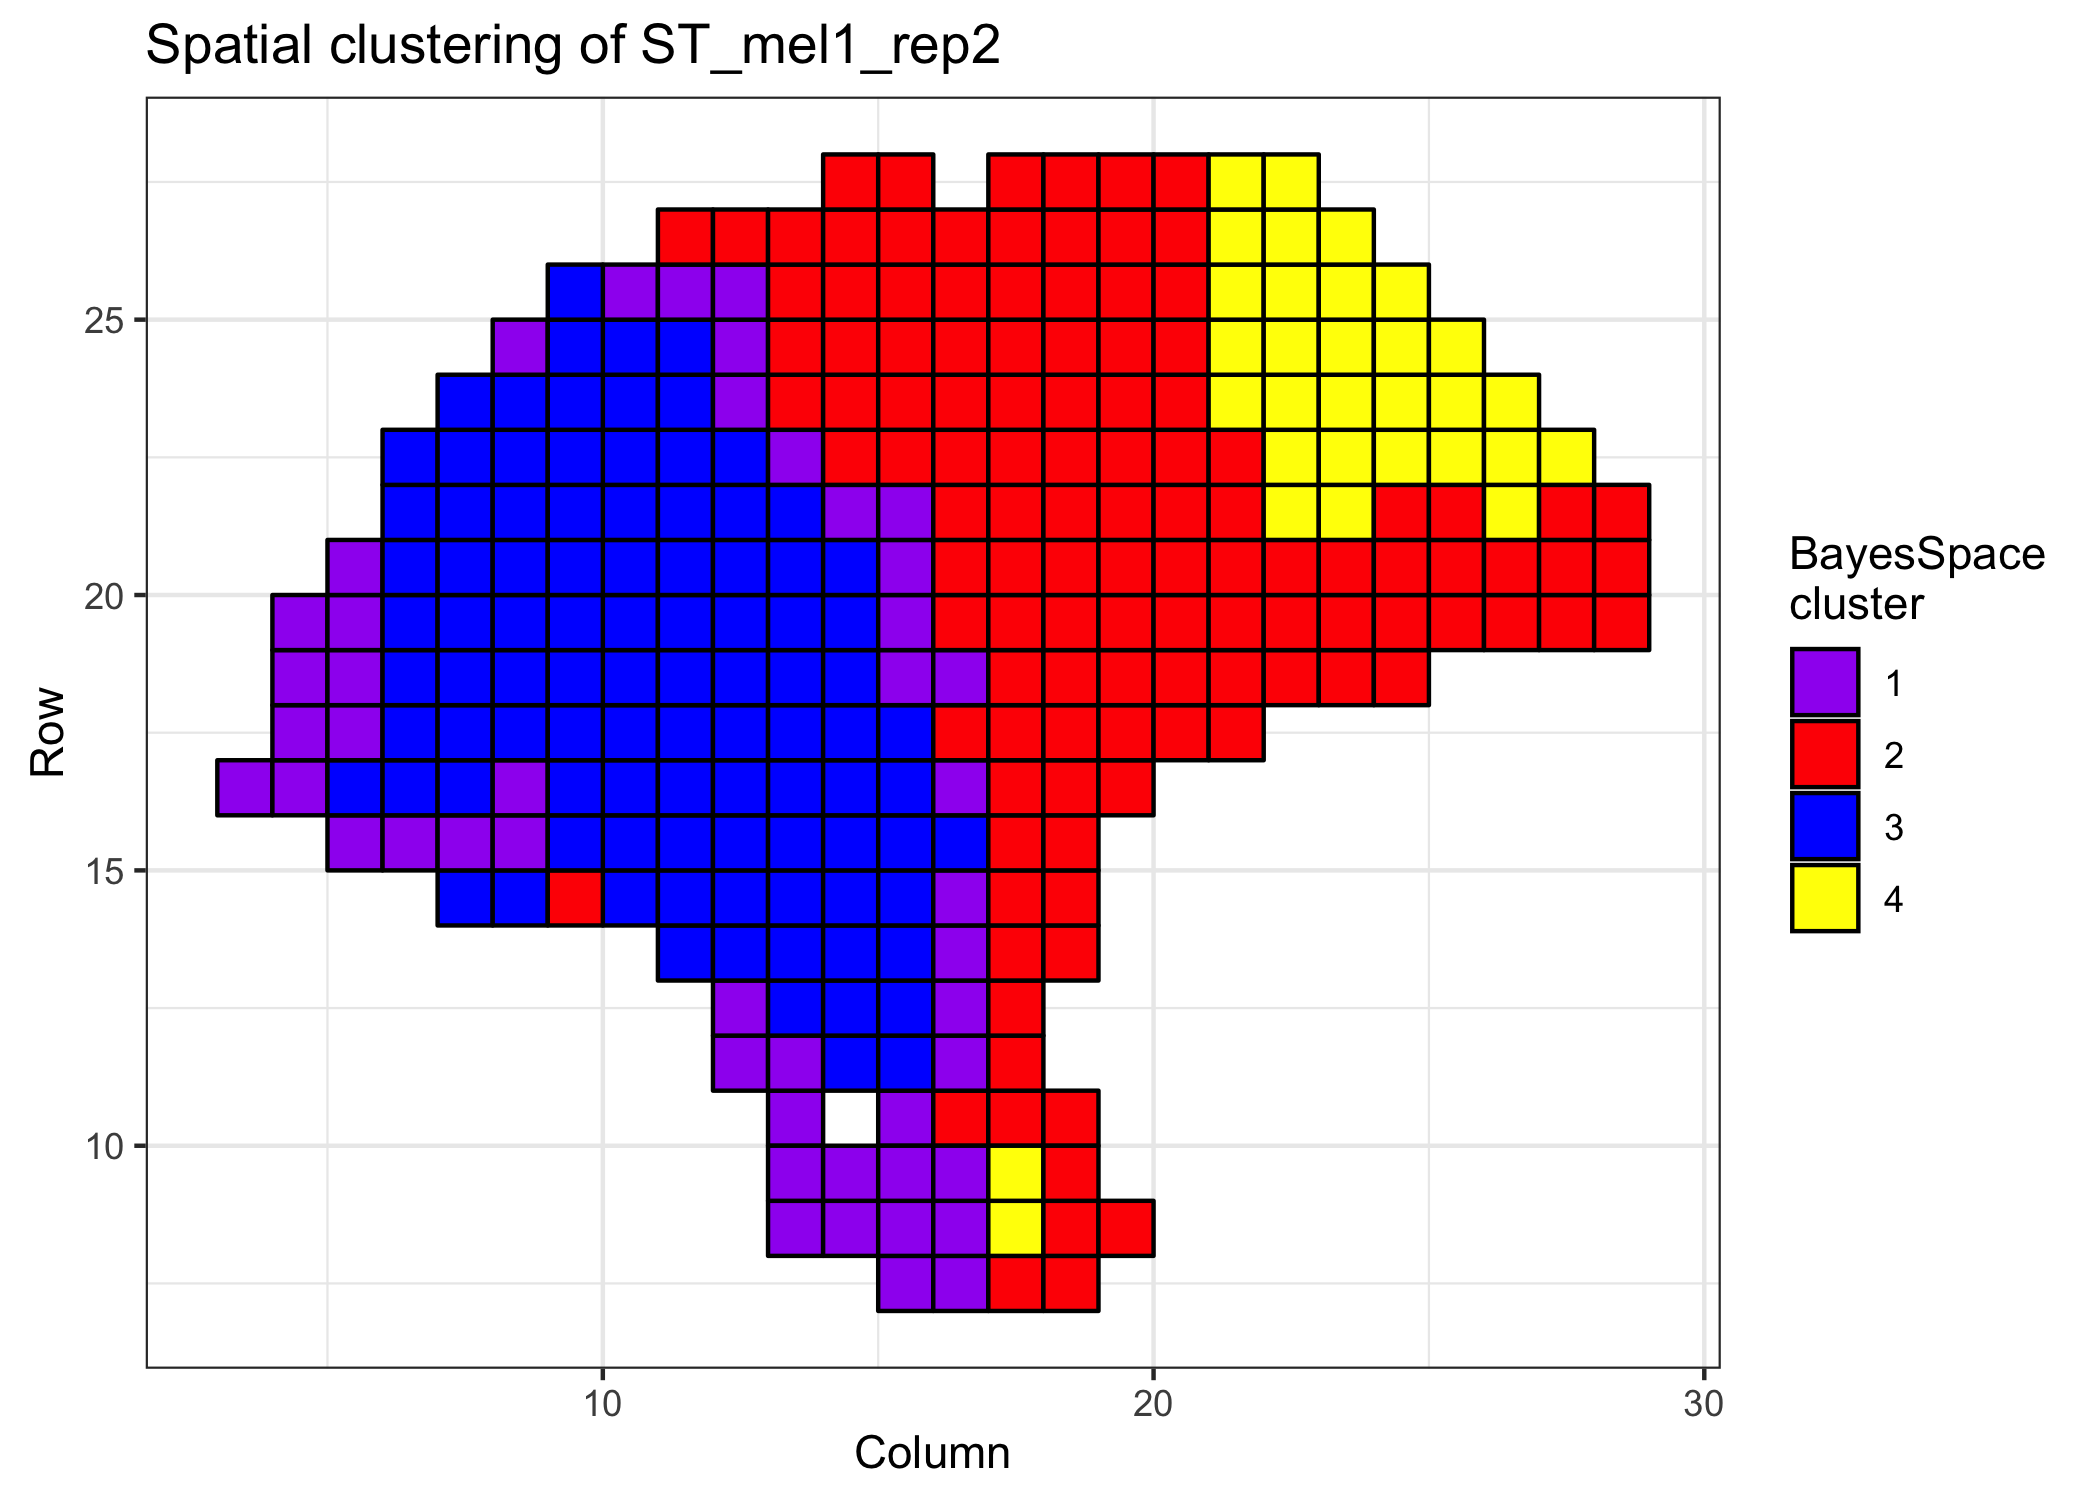 Spatial clustering of ST_mel1_rep2
25
20
15
10
Row
10
20
30
Column
BayesSpace
cluster
1
2
3
4